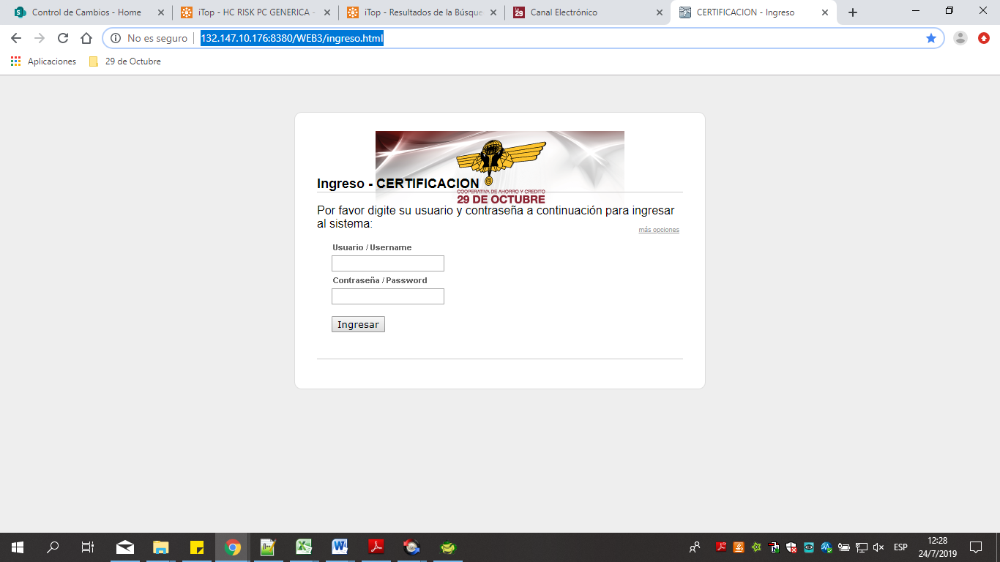 Control de Cambios - Home
iTop - HC RISK PC GENERICA -
iTop - Resultados de la Búsque
La 29
Canal Electrónico
CERTIFICACION - Ingreso
No es seguro
132.147.10.176:8380/WEB3/ingreso.html
Aplicaciones
29 de Octubre
Ingreso - CERTIFICACION
COOPERATIVA DE AHORRO Y CREDITO
29 DE OCTUBRE
Por favor digite su usuario y contraseña a continuación para ingresar
al sistema:
más opciones
Usuario / Username
Contraseña / Password
Ingresar
ESP
12:28
24/7/2019